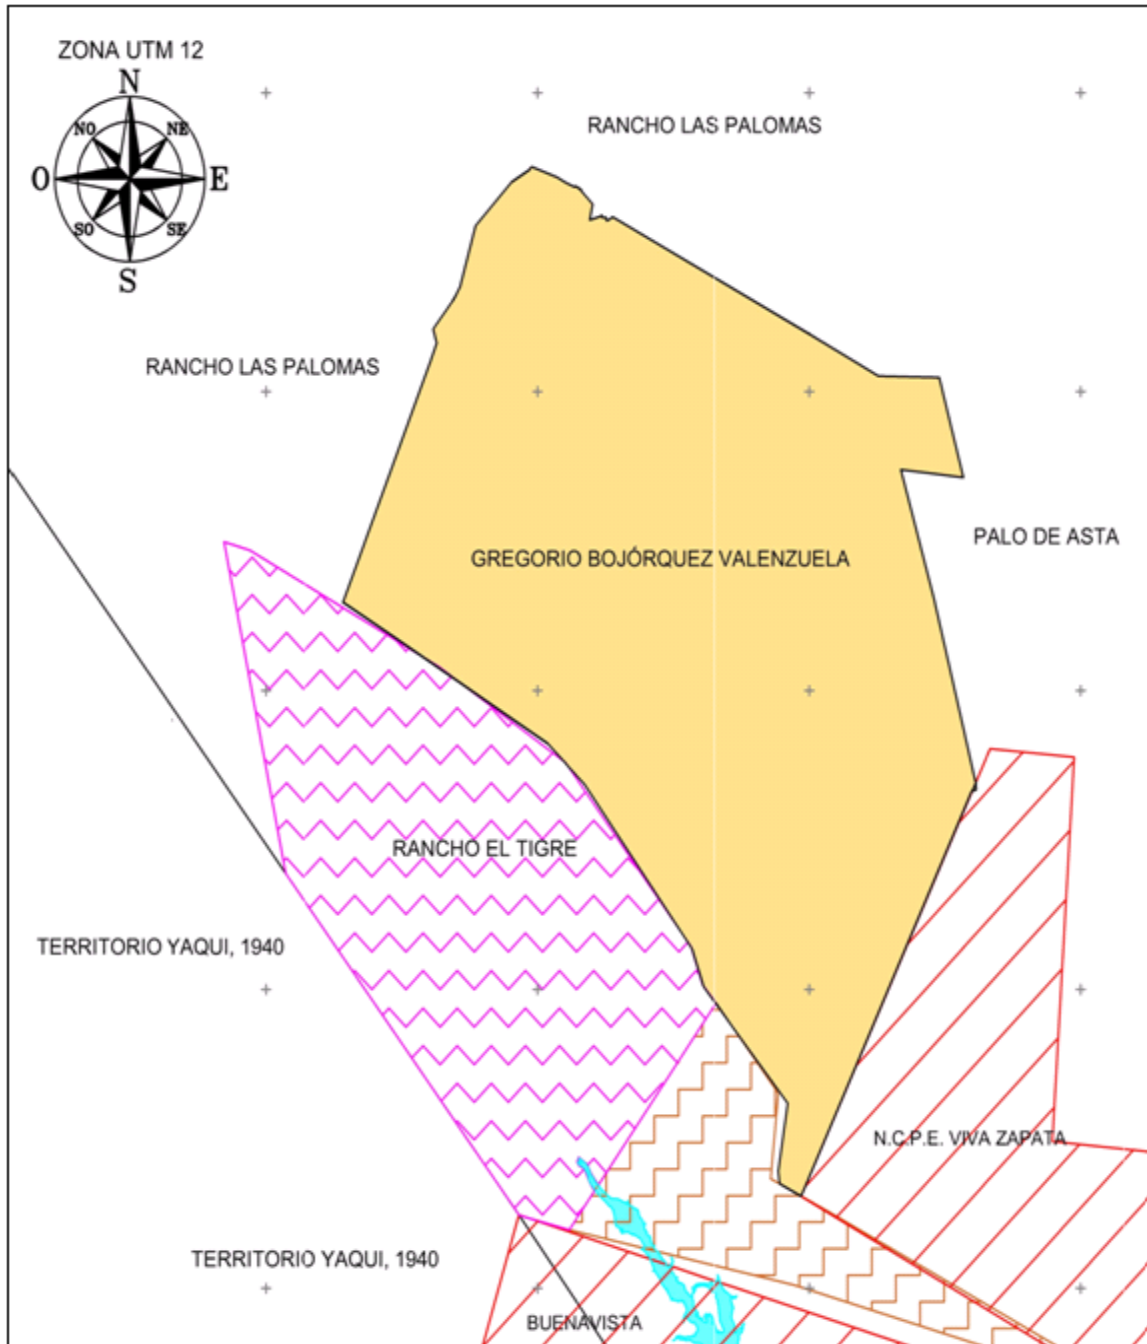 ZONA UTM 12
N
NO
NE
O
E
SO
SE
S
RANCHO LAS PALOMAS
RANCHO LAS PALOMAS
PALO DE ASTA
GREGORIO BOJÓRQUEZ VALENZUELA
RANCHO EL TIGRE
TERRITORIO YAQUI, 1940
N.C.P.E. VIVA ZAPATA
TERRITORIO YAQUI, 1940
BUENAVISTA